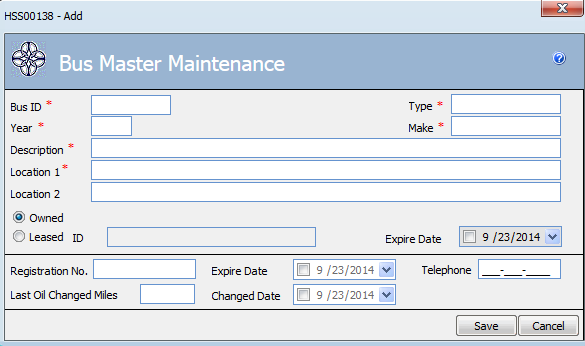 HSS00138 - Add
Bus Master Maintenance ?
Bus ID * Type *
Year * Make *
Description *
Location 1 *
Location 2
Owned
Leased ID Expire Date 9 /23/2014
Registration No. Expire Date 9 /23/2014 Telephone ___-___-____
Last Oil Changed Miles Changed Date 9 /23/2014
Save Cancel